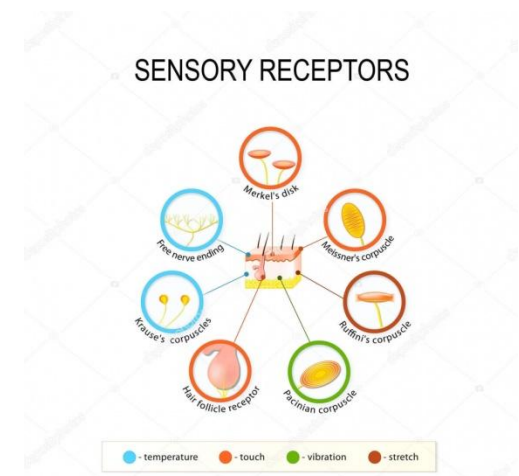 SENSORY RECEPTORS
Merkel's disk
Free nerve ending
Meissner's corpuscle
Krause's corpuscles
Ruffini's corpuscle
Hair follicle receptor
Pacinian corpuscle
- temperature - touch - vibration - stretch